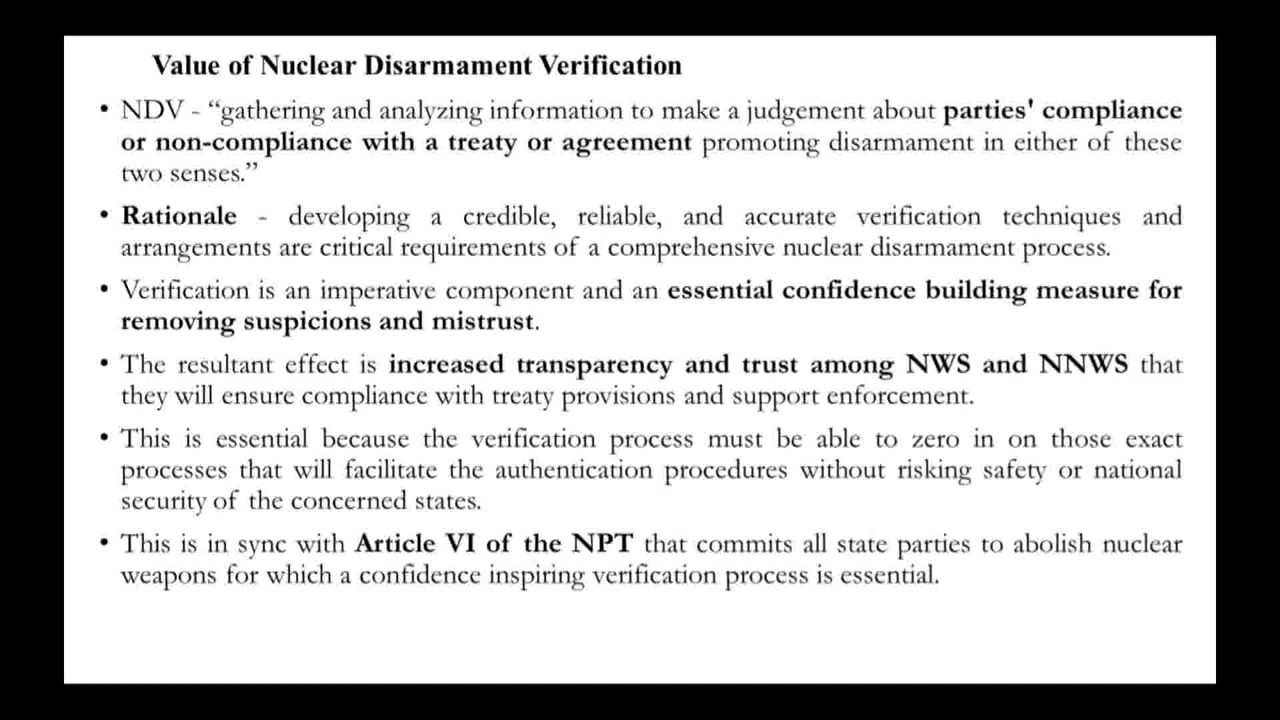 Value of Nuclear Disarmament Verification
• NDV - “gathering and analyzing information to make a judgement about parties' compliance
or non-compliance with a treaty or agreement promoting disarmament in either of these
two senses.”
• Rationale - developing a credible, reliable, and accurate verification techniques and
arrangements are critical requirements of a comprehensive nuclear disarmament process.
• Verification is an imperative component and an essential confidence building measure for
removing suspicions and mistrust.
• The resultant effect is increased transparency and trust among NWS and NNWS that
they will ensure compliance with treaty provisions and support enforcement.
• This is essential because the verification process must be able to zero in on those exact
processes that will facilitate the authentication procedures without risking safety or national
security of the concerned states.
• This is in sync with Article VI of the NPT that commits all state parties to abolish nuclear
weapons for which a confidence inspiring verification process is essential.